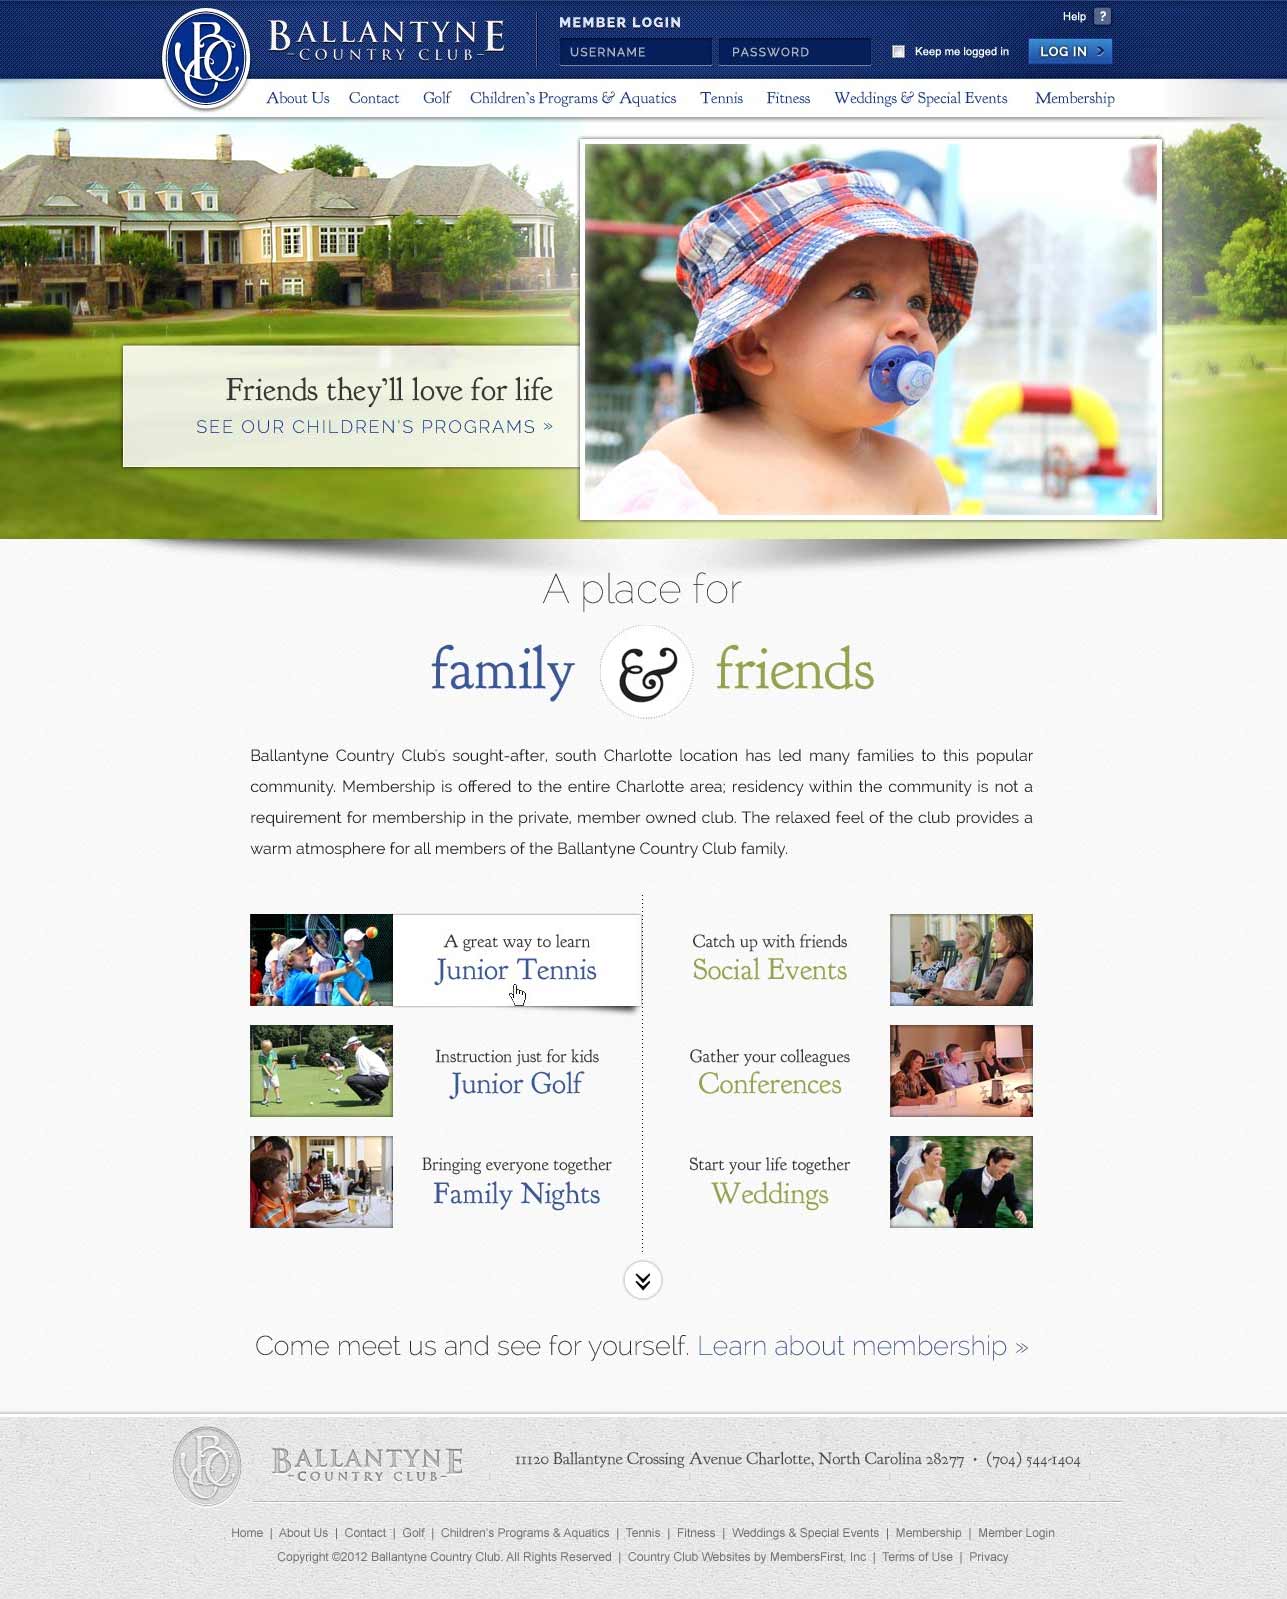 BCC
BALLANTYNE
COUNTRY CLUB
MEMBER LOGIN
Help ?
USERNAME PASSWORD Keep me logged in LOG IN
About Us Contact Golf Children's Programs & Aquatics Tennis Fitness Weddings & Special Events Membership
Friends they'll love for life
SEE OUR CHILDREN'S PROGRAMS »
A place for
family & friends
Ballantyne Country Club's sought-after, south Charlotte location has led many families to this popular
community. Membership is offered to the entire Charlotte area; residency within the community is not a
requirement for membership in the private, member owned club. The relaxed feel of the club provides a
warm atmosphere for all members of the Ballantyne Country Club family.
A great way to learn
Junior Tennis
Catch up with friends
Social Events
Instruction just for kids
Junior Golf
Gather your colleagues
Conferences
Bringing everyone together
Family Nights
Start your life together
Weddings
Come meet us and see for yourself. Learn about membership »
BCC
BALLANTYNE
COUNTRY CLUB
11120 Ballantyne Crossing Avenue Charlotte, North Carolina 28277 · (704) 544-1404
Home | About Us | Contact | Golf | Children's Programs & Aquatics | Tennis | Fitness | Weddings & Special Events | Membership | Member Login
Copyright ©2012 Ballantyne Country Club. All Rights Reserved | Country Club Websites by MembersFirst, Inc | Terms of Use | Privacy